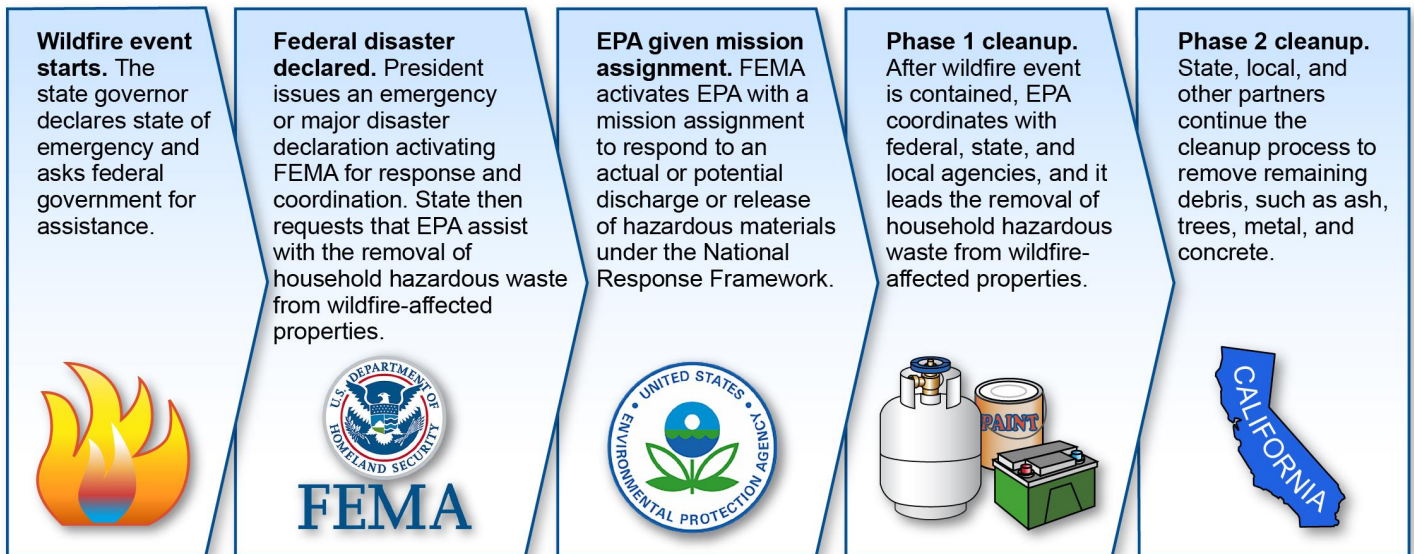 Wildfire event
starts. The
state governor
declares state of
emergency and
asks federal
government for
assistance.
Federal disaster
declared. President
issues an emergency
or major disaster
declaration activating
FEMA for response and
coordination. State then
requests that EPA assist
with the removal of
household hazardous waste
from wildfire-affected
properties.
U.S. DEPARTMENT OF
HOMELAND SECURITY
FEMA
EPA given mission
assignment. FEMA
activates EPA with a
mission assignment
to respond to an
actual or potential
discharge or release
of hazardous materials
under the National
Response Framework.
UNITED STATES
ENVIRONMENTAL PROTECTION AGENCY
Phase 1 cleanup.
After wildfire event
is contained, EPA
coordinates with
federal, state, and
local agencies, and it
leads the removal of
household hazardous
waste from wildfire-
affected properties.
PAINT
Phase 2 cleanup.
State, local, and
other partners
continue the
cleanup process to
remove remaining
debris, such as ash,
trees, metal, and
concrete.
CALIFORNIA